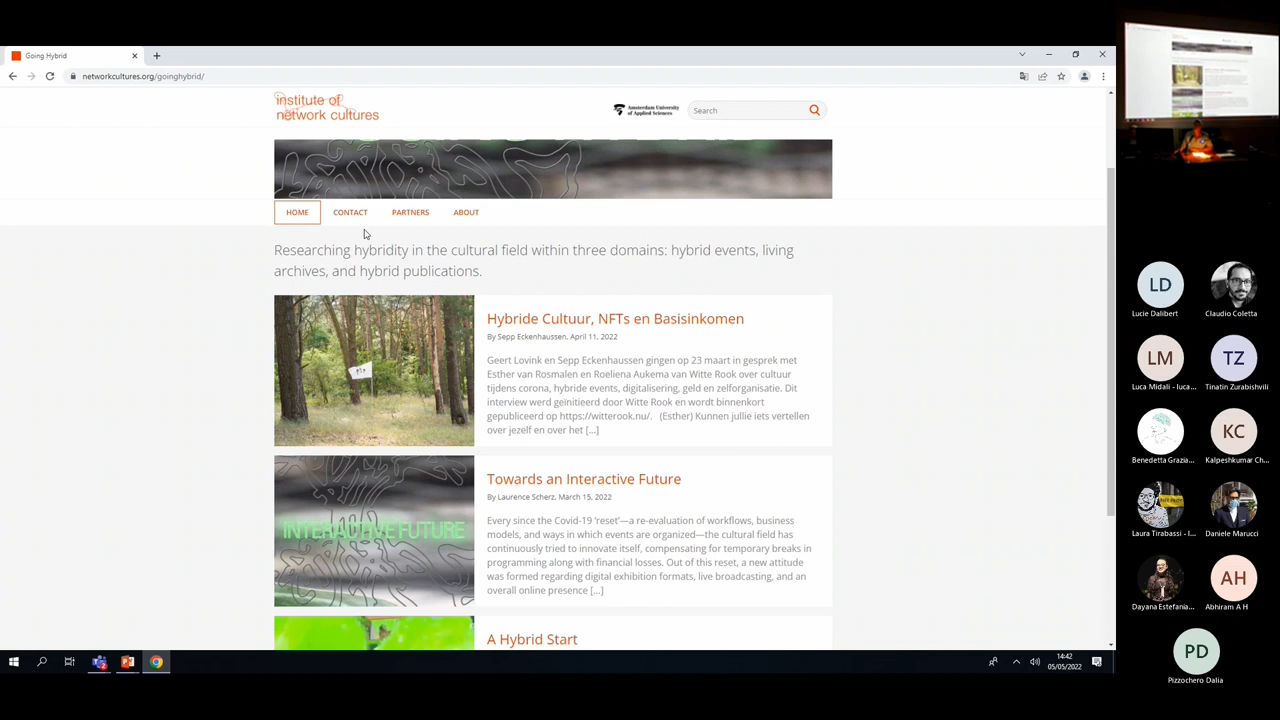 Going Hybrid
networkcultures.org/goinghybrid/
institute of
network cultures
Amsterdam University
of Applied Sciences
Search
HOME
CONTACT
PARTNERS
ABOUT
Researching hybridity in the cultural field within three domains: hybrid events, living
archives, and hybrid publications.
Hybride Cultuur, NFTs en Basisinkomen
By Sepp Eckenhaussen, April 11, 2022
Geert Lovink en Sepp Eckenhaussen gingen op 23 maart in gesprek met
Esther van Rosmalen en Roeliena Aukema van Witte Rook over cultuur
tijdens corona, hybride events, digitalisering, geld en zelforganisatie. Dit
interview werd geïnitieerd door Witte Rook en wordt binnenkort
gepubliceerd op https://witterook.nu/.   (Esther) Kunnen jullie iets vertellen
over jezelf en over het [...]
INTERACTIVE FUTURE
Towards an Interactive Future
By Laurence Scherz, March 15, 2022
Every since the Covid-19 ‘reset’—a re-evaluation of workflows, business
models, and ways in which events are organized—the cultural field has
continuously tried to innovate itself, compensating for temporary breaks in
programming along with financial losses. Out of this reset, a new attitude
was formed regarding digital exhibition formats, live broadcasting, and an
overall online presence [...]
A Hybrid Start
14:42
05/05/2022
LD
Lucie Dalibert
Claudio Coletta
LM
Luca Midali - luca...
TZ
Tinatin Zurabishvili
Benedetta Grazia...
KC
Kalpeshkumar Ch...
Laura Tirabassi - l...
Daniele Marucci
Dayana Estefania...
AH
Abhiram A H
PD
Pizzochero Dalia